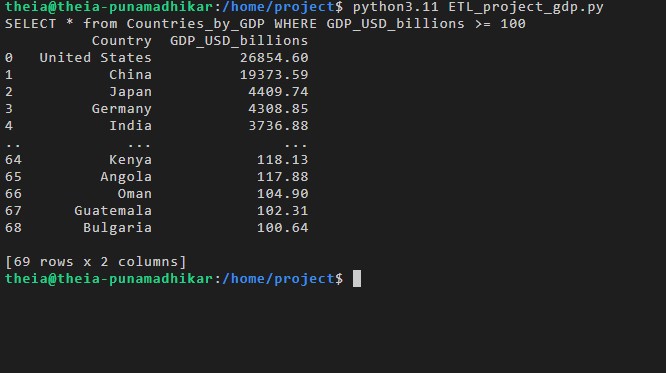 theia@theia-punamadhikar:/home/project$ python3.11 ETL_project_gdp.py
SELECT * from Countries_by_GDP WHERE GDP_USD_billions >= 100
Country GDP_USD_billions
0 United States 26854.60
1 China 19373.59
2 Japan 4409.74
3 Germany 4308.85
4 India 3736.88
.. ... ...
64 Kenya 118.13
65 Angola 117.88
66 Oman 104.90
67 Guatemala 102.31
68 Bulgaria 100.64
[69 rows x 2 columns]
theia@theia-punamadhikar:/home/project$